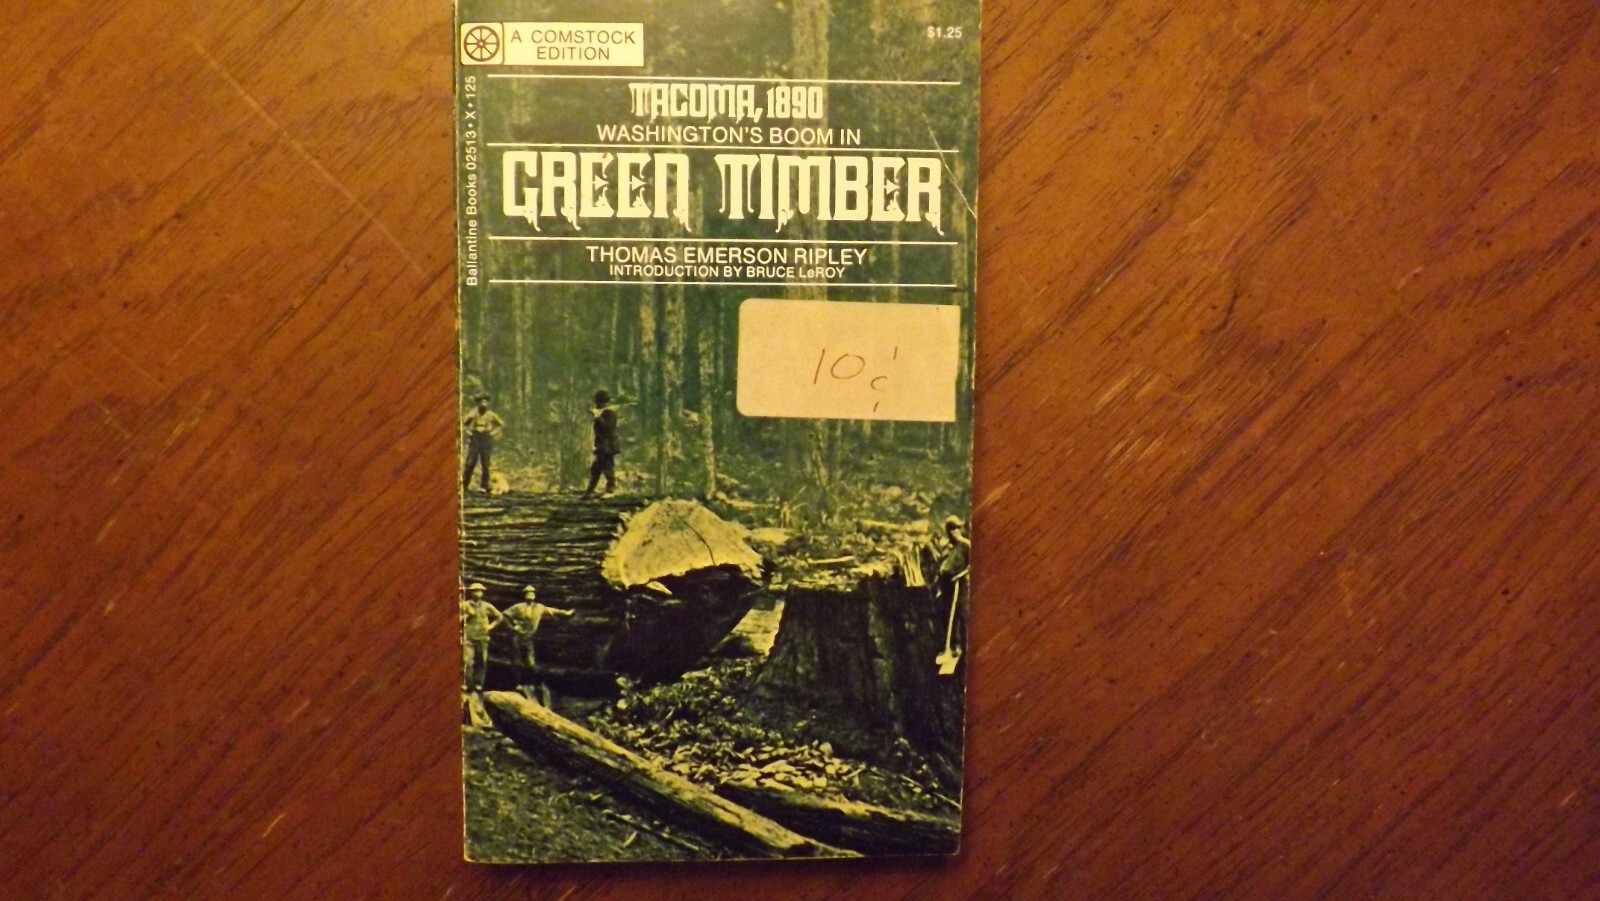 A COMSTOCK
EDITION
$1.25
TACOMA, 1890
WASHINGTON'S BOOM IN
GREEN TIMBER
THOMAS EMERSON RIPLEY
INTRODUCTION BY BRUCE LeROY
Ballantine Books 02513 • X • 125
10¢